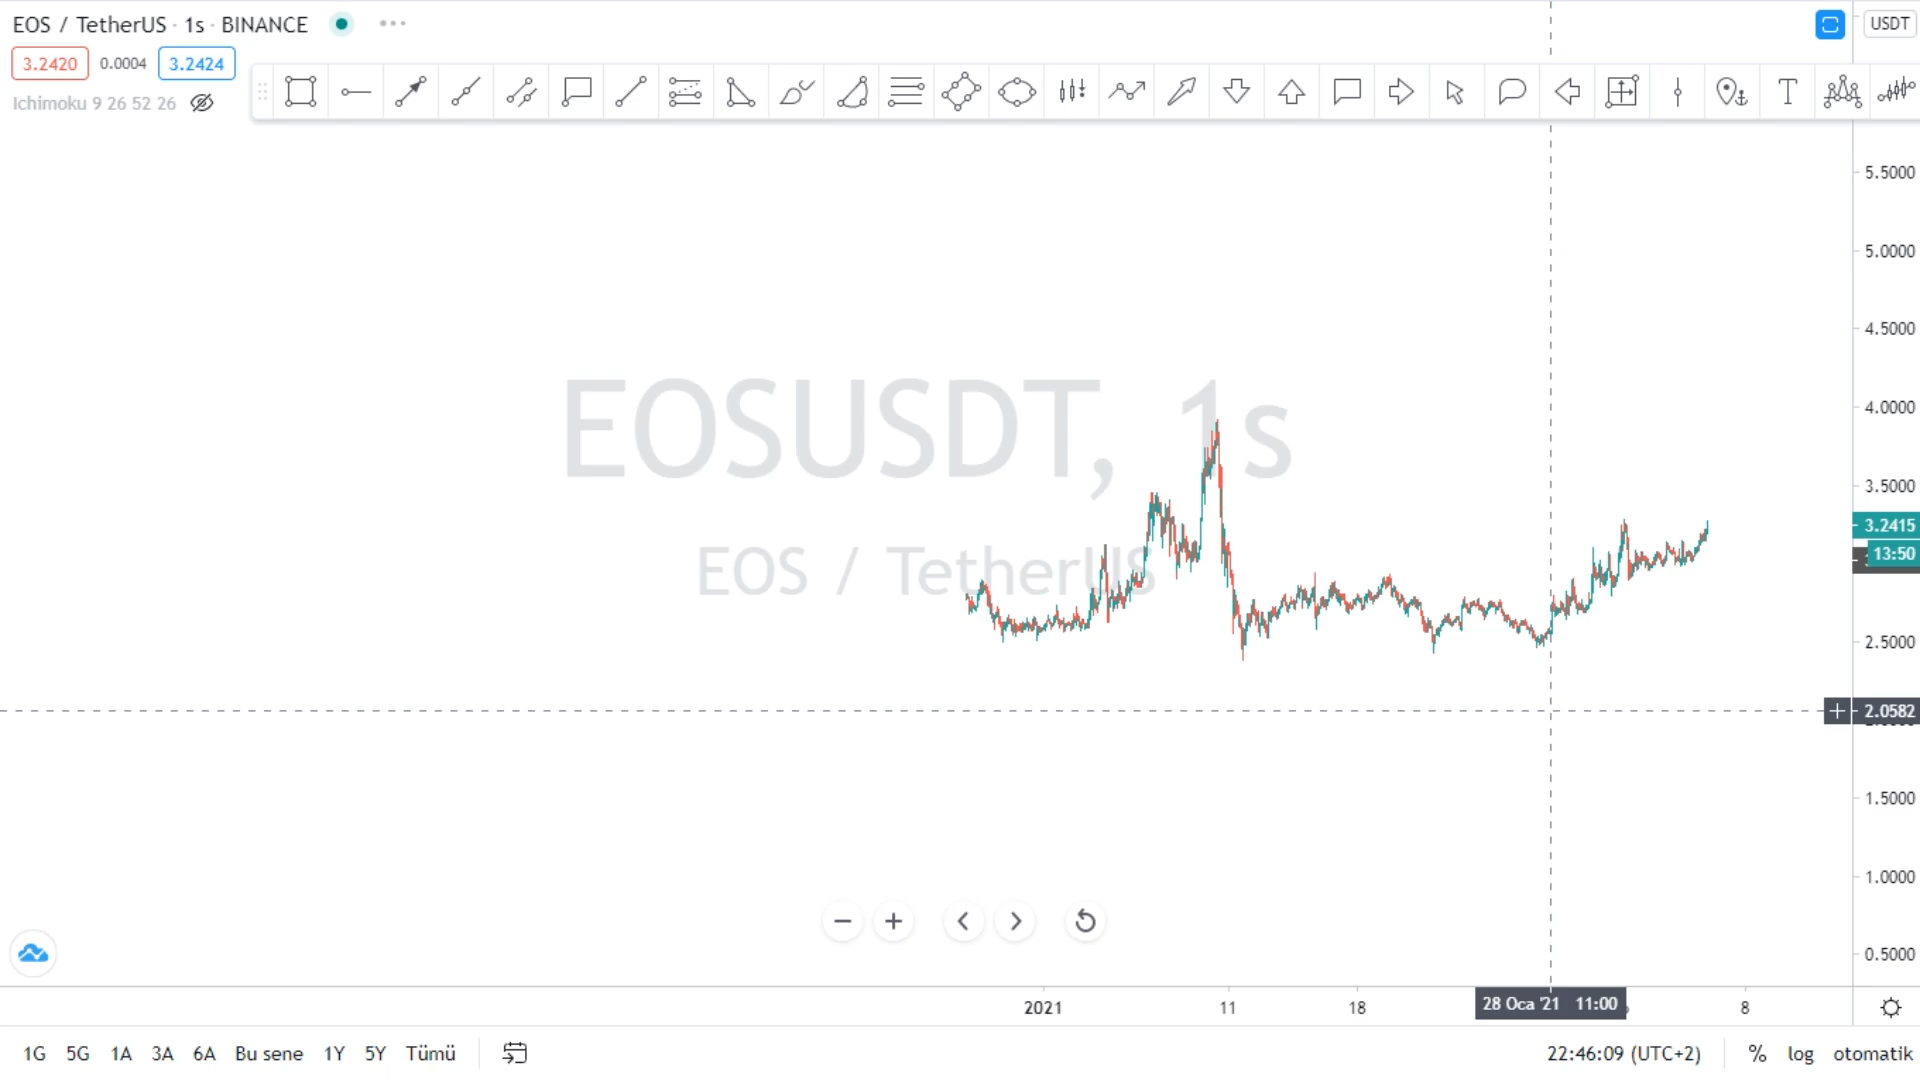 EOS / TetherUS · 1s · BINANCE
USDT
3.2420 0.0004 3.2424
Ichimoku 9 26 52 26
5.5000
5.0000
4.5000
EOSUSDT, 1s
4.0000
3.5000
3.2415
13:50
EOS / TetherUS
2.5000
2.0582
1.5000
1.0000
0.5000
2021 11 18 28 Oca '21 11:00 8
1G 5G 1A 3A 6A Bu sene 1Y 5Y Tümü 22:46:09 (UTC+2) % log otomatik